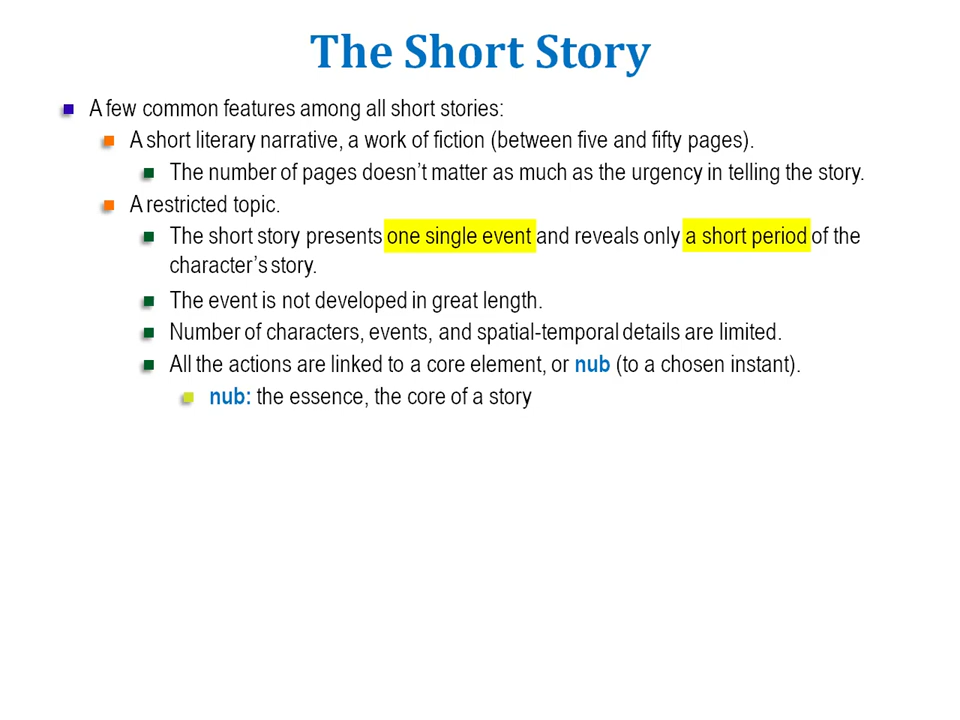 The Short Story
A few common features among all short stories:
A short literary narrative, a work of fiction (between five and fifty pages).
The number of pages doesn’t matter as much as the urgency in telling the story.
A restricted topic.
The short story presents one single event and reveals only a short period of the
character’s story.
The event is not developed in great length.
Number of characters, events, and spatial-temporal details are limited.
All the actions are linked to a core element, or nub (to a chosen instant).
nub: the essence, the core of a story